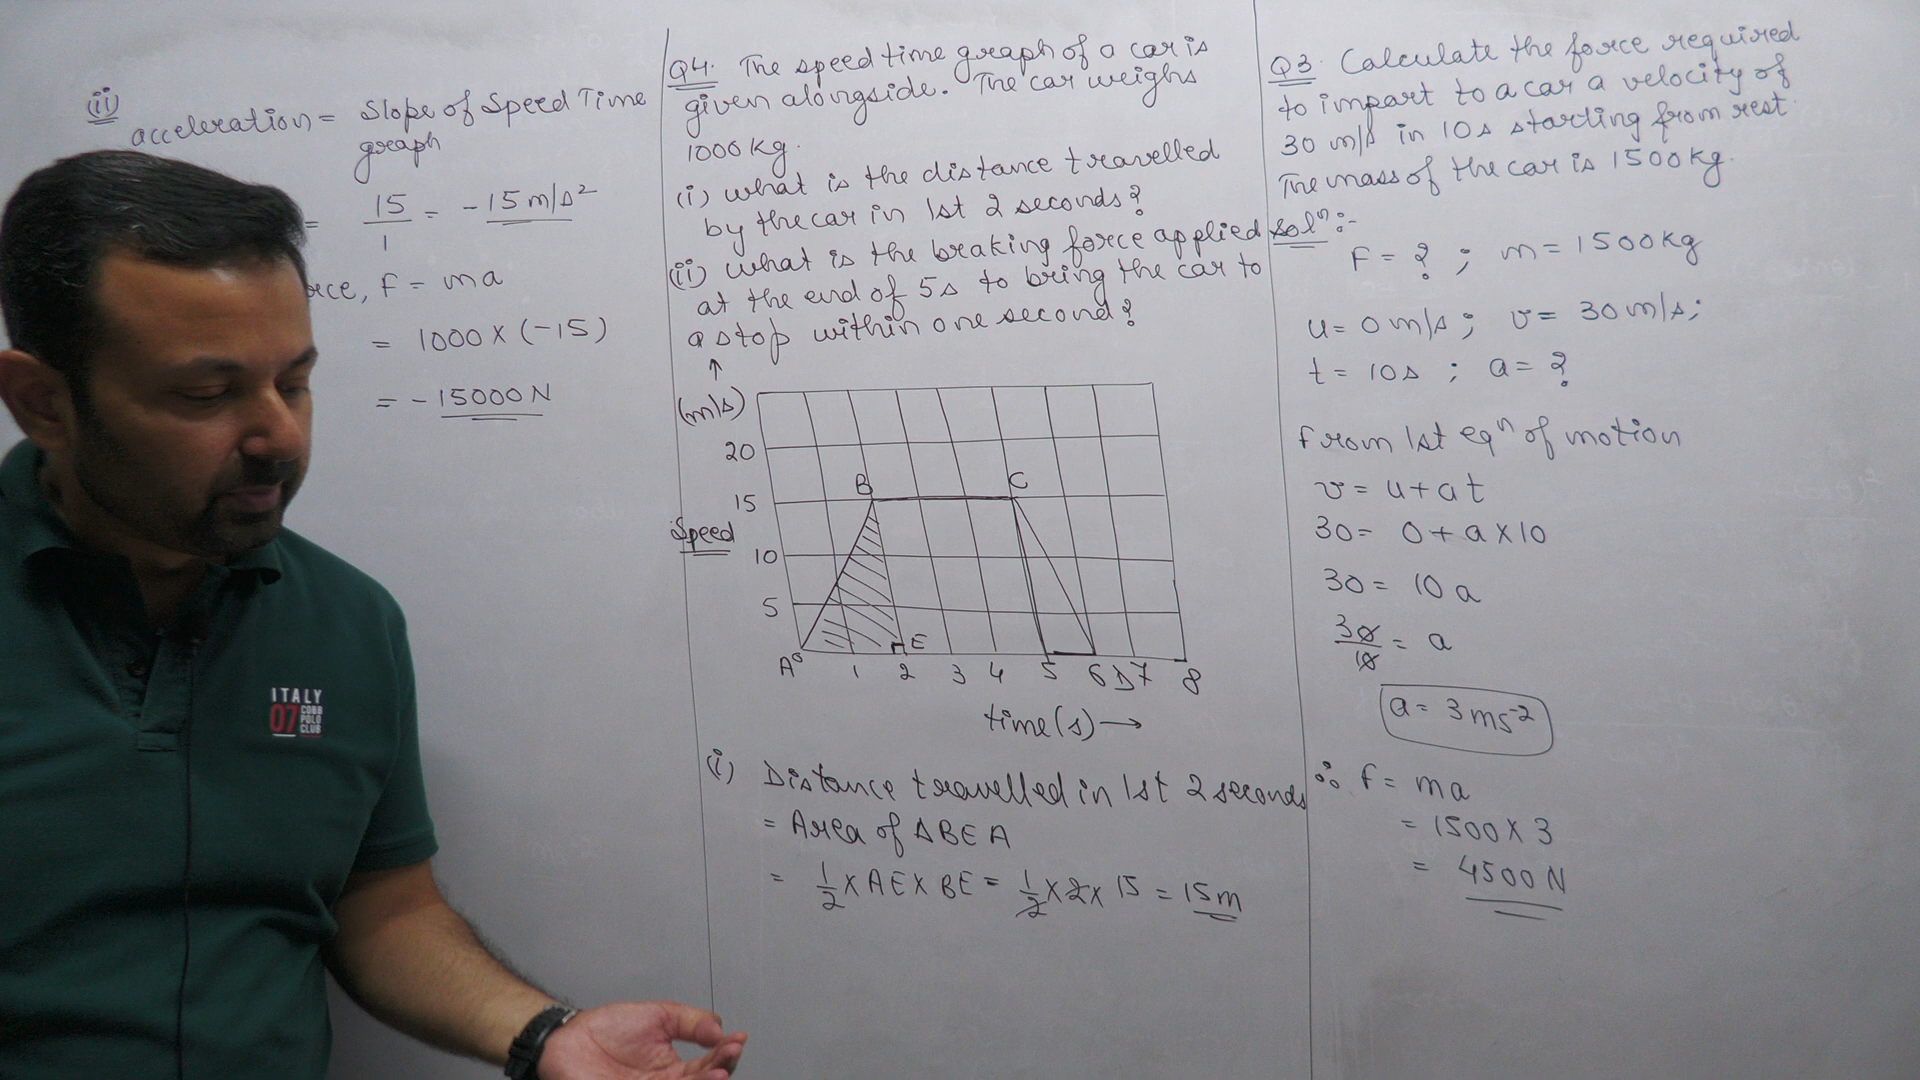 (ii)
acceleration = Slope of Speed Time
graph
= 15/1 = -15 m/s²
rce, F = ma
= 1000 X (-15)
= -15000 N
Q4. The speed time graph of a car is
given alongside. The car weighs
1000 kg.
(i) what is the distance travelled
by the car in 1st 2 seconds?
(ii) what is the braking force applied
at the end of 5s to bring the car to
a stop within one second?
↑
(m/s)
20
B C
15
Speed
10
5
E
A 0 1 2 3 4 5 6 D 7 8
time (s) →
(i) Distance travelled in 1st 2 seconds
= Area of ΔBEA
= 1/2 X AE X BE = 1/2 X 2 X 15 = 15m
Q3. Calculate the force required
to impart to a car a velocity of
30 m/s in 10s starting from rest.
The mass of the car is 1500 kg.
Solⁿ:-
F = ? ; m = 1500 kg
u = 0 m/s ; v = 30 m/s;
t = 10s ; a = ?
From 1st eqⁿ of motion
v = u + at
30 = 0 + a X 10
30 = 10 a
30/10 = a
a = 3 ms⁻²
∴ F = ma
= 1500 X 3
= 4500 N
ITALY
07 COBB
POLO
CLUB